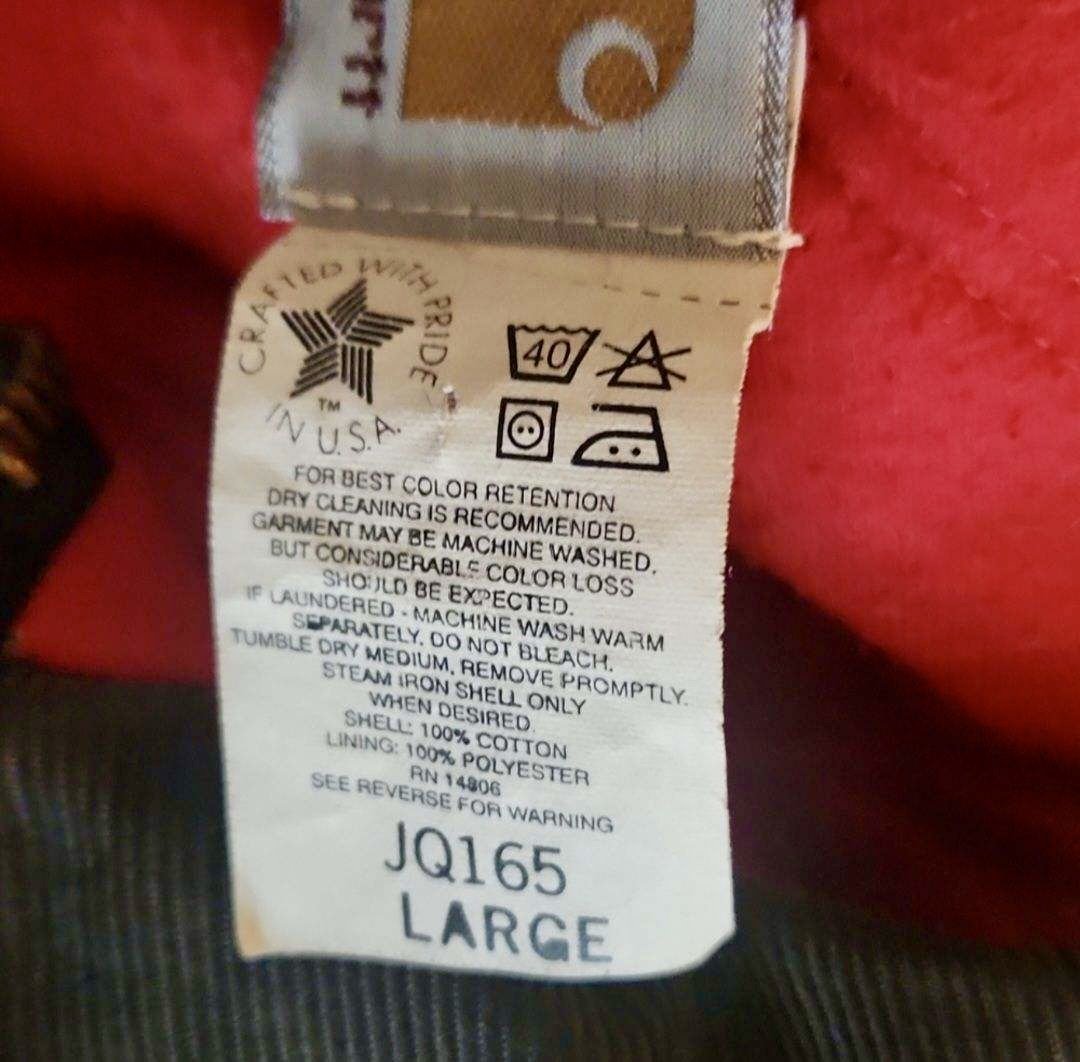 CRAFTED WITH PRIDE
IN U.S.A.
TM
40
FOR BEST COLOR RETENTION
DRY CLEANING IS RECOMMENDED.
GARMENT MAY BE MACHINE WASHED,
BUT CONSIDERABLE COLOR LOSS
SHOULD BE EXPECTED.
IF LAUNDERED - MACHINE WASH WARM
SEPARATELY. DO NOT BLEACH.
TUMBLE DRY MEDIUM, REMOVE PROMPTLY.
STEAM IRON SHELL ONLY
WHEN DESIRED.
SHELL: 100% COTTON
LINING: 100% POLYESTER
RN 14806
SEE REVERSE FOR WARNING
JQ165
LARGE